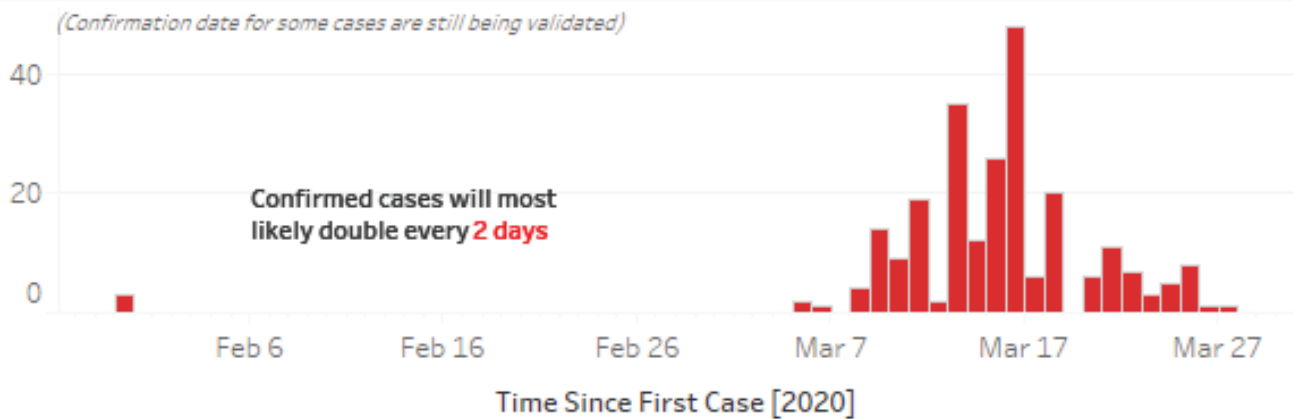 (Confirmation date for some cases are still being validated)
40
20
Confirmed cases will most
likely double every 2 days
0
Feb 6 Feb 16 Feb 26 Mar 7 Mar 17 Mar 27
Time Since First Case [2020]